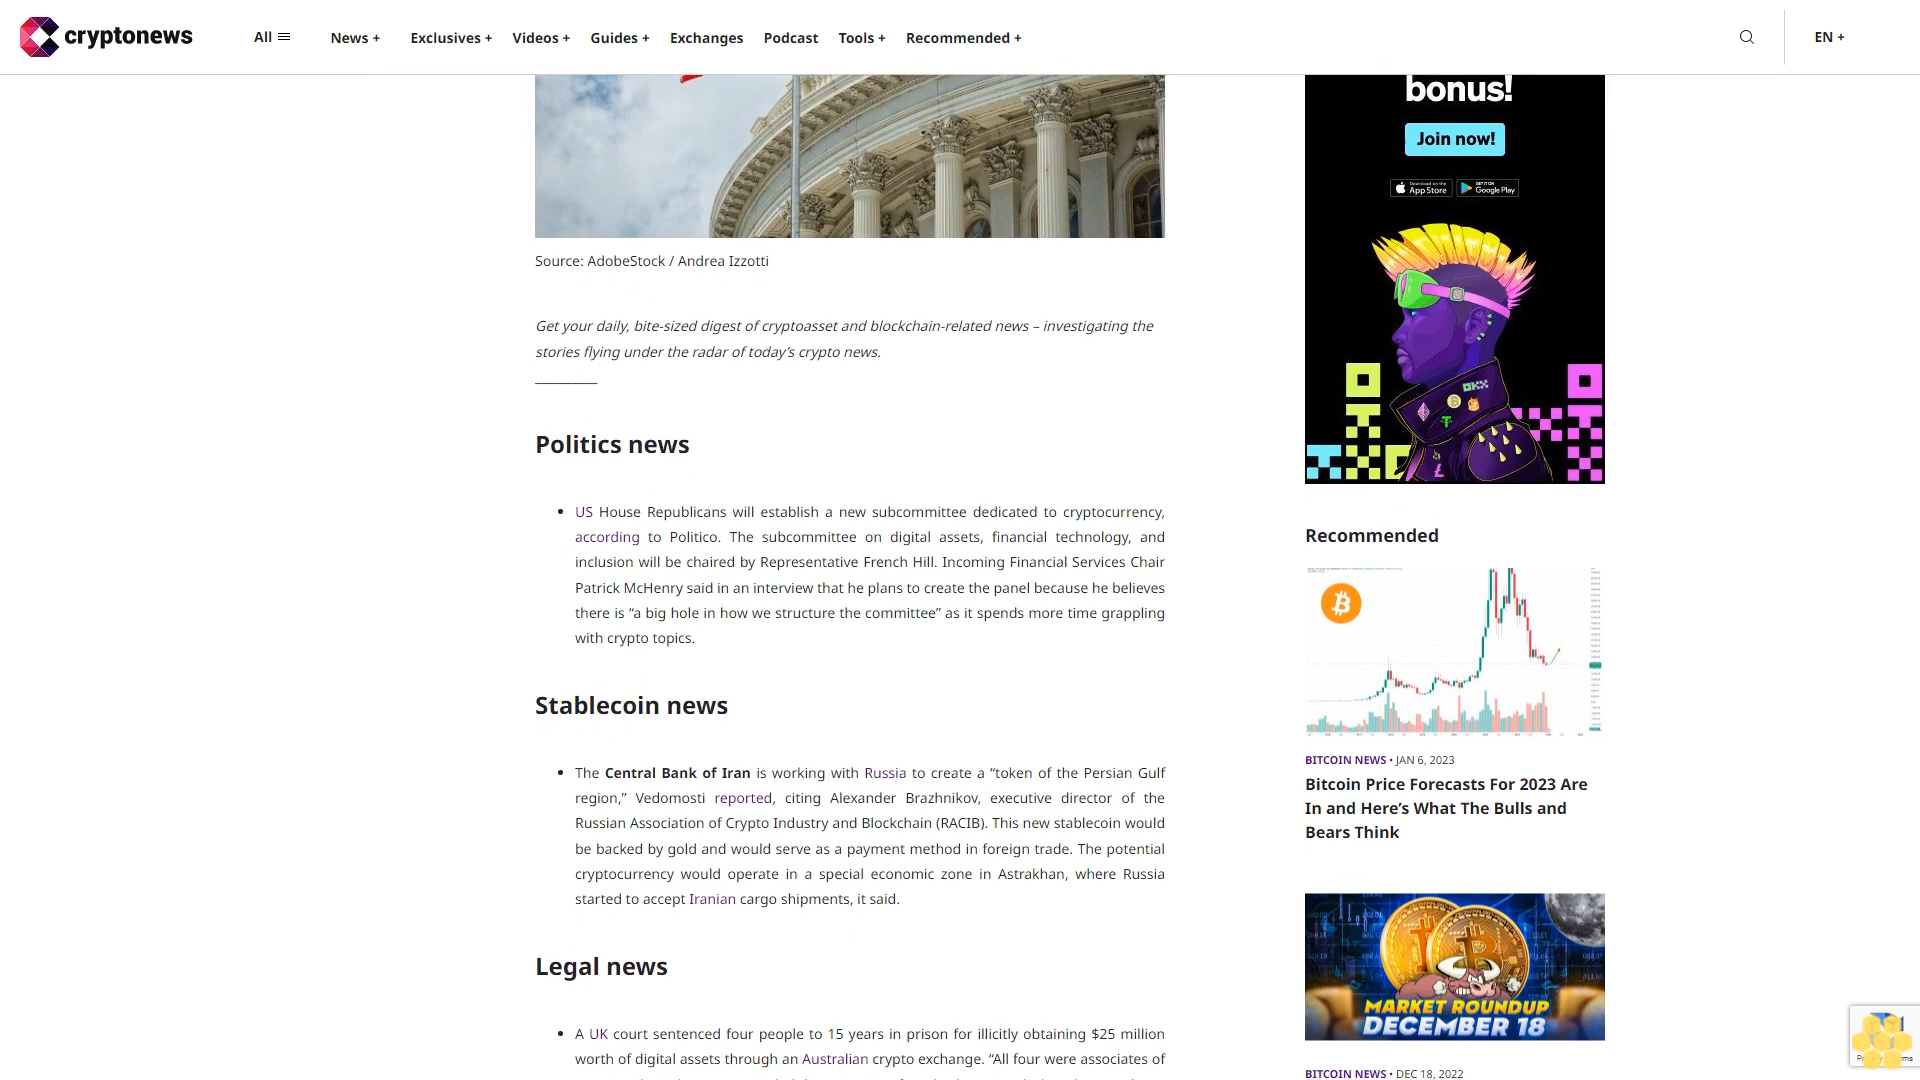 cryptonews
All
News +
Exclusives +
Videos +
Guides +
Exchanges
Podcast
Tools +
Recommended +
EN +
Source: AdobeStock / Andrea Izzotti
Get your daily, bite-sized digest of cryptoasset and blockchain-related news – investigating the
stories flying under the radar of today’s crypto news.
__________
Politics news
US House Republicans will establish a new subcommittee dedicated to cryptocurrency,
according to Politico. The subcommittee on digital assets, financial technology, and
inclusion will be chaired by Representative French Hill. Incoming Financial Services Chair
Patrick McHenry said in an interview that he plans to create the panel because he believes
there is “a big hole in how we structure the committee” as it spends more time grappling
with crypto topics.
Stablecoin news
The Central Bank of Iran is working with Russia to create a “token of the Persian Gulf
region,” Vedomosti reported, citing Alexander Brazhnikov, executive director of the
Russian Association of Crypto Industry and Blockchain (RACIB). This new stablecoin would
be backed by gold and would serve as a payment method in foreign trade. The potential
cryptocurrency would operate in a special economic zone in Astrakhan, where Russia
started to accept Iranian cargo shipments, it said.
Legal news
A UK court sentenced four people to 15 years in prison for illicitly obtaining $25 million
worth of digital assets through an Australian crypto exchange. “All four were associates of
bonus!
Join now!
Download on the
App Store
GET IT ON
Google Play
OKX
Recommended
BITCOIN NEWS • JAN 6, 2023
Bitcoin Price Forecasts For 2023 Are
In and Here’s What The Bulls and
Bears Think
MARKET ROUNDUP
DECEMBER 18
BITCOIN NEWS • DEC 18, 2022